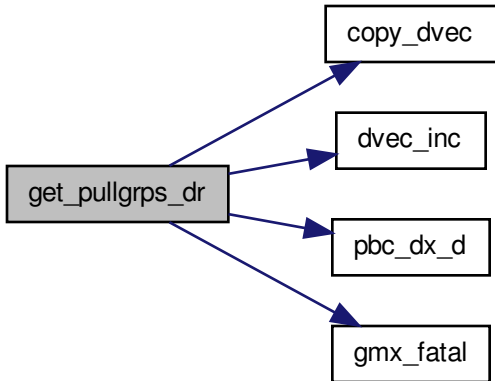 copy_dvec
dvec_inc
get_pullgrps_dr
pbc_dx_d
gmx_fatal